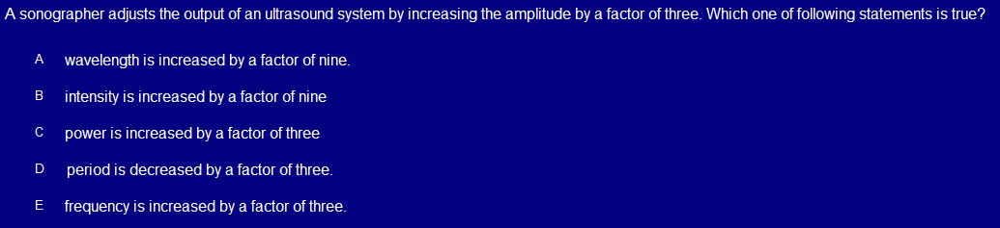 A sonographer adjusts the output of an ultrasound system by increasing the amplitude by a factor of three. Which one of following statements is true?
A wavelength is increased by a factor of nine.
B intensity is increased by a factor of nine
C power is increased by a factor of three
D period is decreased by a factor of three.
E frequency is increased by a factor of three.